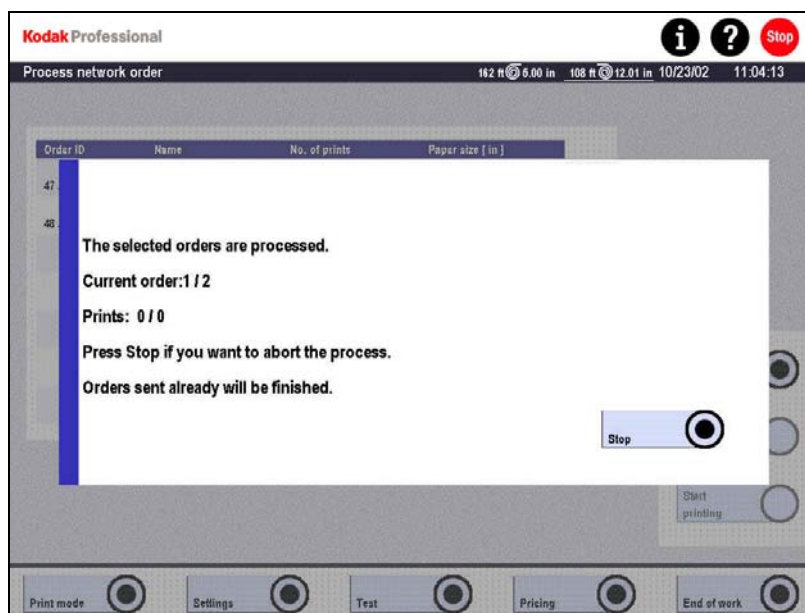 Kodak Professional
i ? Stop
Process network order 162 ft 6.00 in 108 ft 12.01 in 10/23/02 11:04:13
Order ID Name No. of prints Paper size [ in ]
47
48
The selected orders are processed.
Current order:1 / 2
Prints: 0 / 0
Press Stop if you want to abort the process.
Orders sent already will be finished.
Stop
Start
printing
Print mode Settings Test Pricing End of work